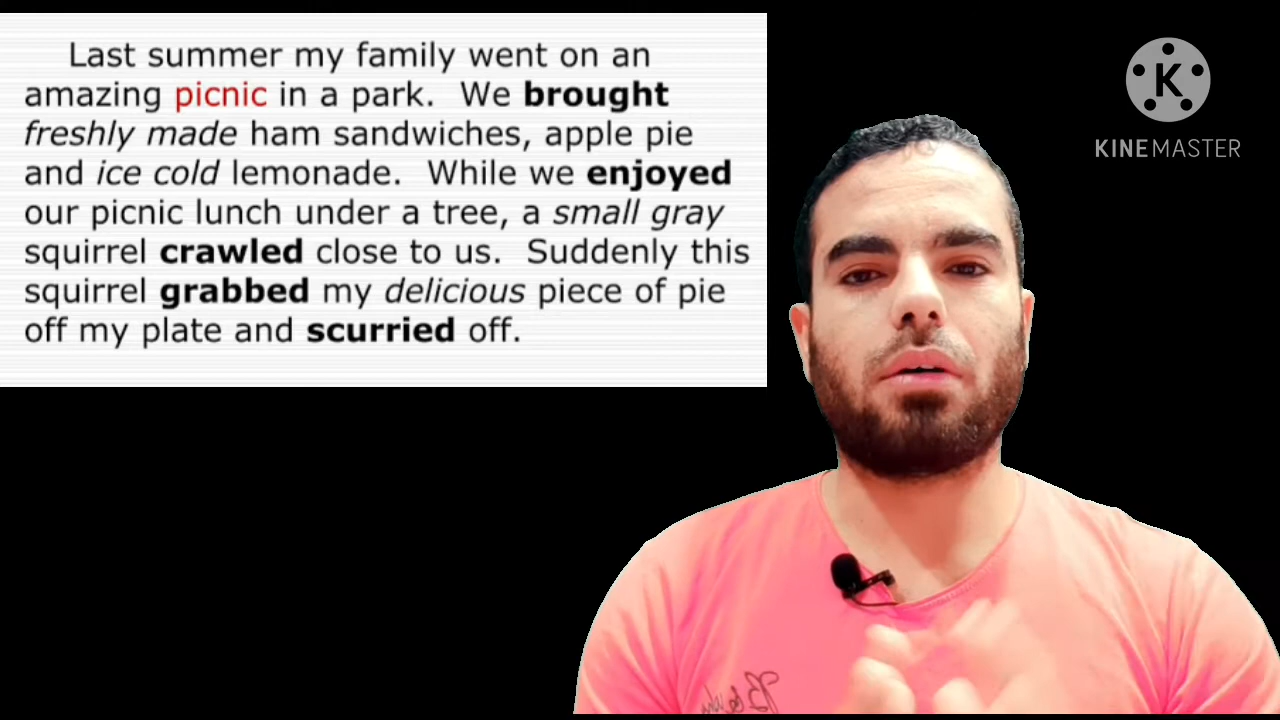 Last summer my family went on an
amazing picnic in a park. We brought
freshly made ham sandwiches, apple pie
and ice cold lemonade. While we enjoyed
our picnic lunch under a tree, a small gray
squirrel crawled close to us. Suddenly this
squirrel grabbed my delicious piece of pie
off my plate and scurried off.
K
KINEMASTER